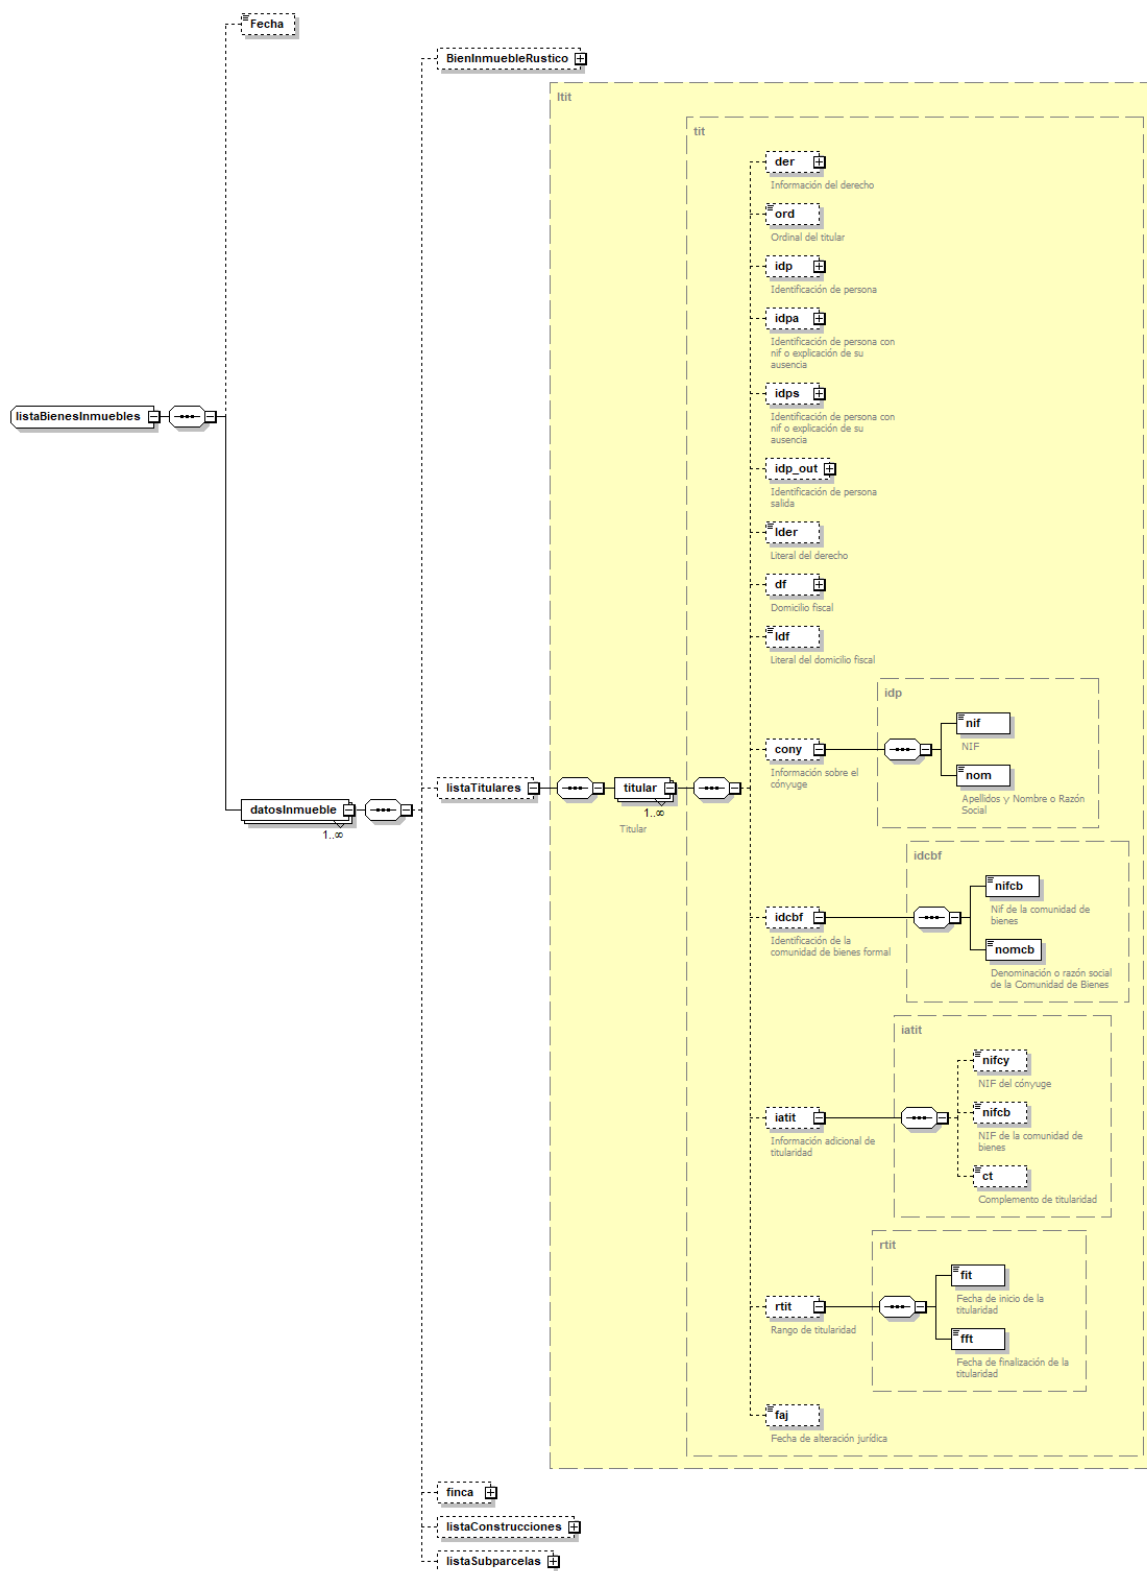 Fecha
BienInmuebleRustico
ltit
tit
der
Información del derecho
ord
Ordinal del titular
idp
Identificación de persona
idpa
Identificación de persona con
nif o explicación de su
ausencia
listaBienesInmuebles
idps
Identificación de persona con
nif o explicación de su
ausencia
idp_out
Identificación de persona
salida
lder
Literal del derecho
df
Domicilio fiscal
ldf
Literal del domicilio fiscal
idp
nif
NIF
cony
Información sobre el
cónyuge
nom
Apellidos y Nombre o Razón
Social
listaTitulares
titular
1..∞
Titular
datosInmueble
1..∞
idcbf
nifcb
Nif de la comunidad de
bienes
idcbf
Identificación de la
comunidad de bienes formal
nomcb
Denominación o razón social
de la Comunidad de Bienes
iatit
nifcy
NIF del cónyuge
iatit
Información adicional de
titularidad
nifcb
NIF de la comunidad de
bienes
ct
Complemento de titularidad
rtit
fit
Fecha de inicio de la
titularidad
rtit
Rango de titularidad
fft
Fecha de finalización de la
titularidad
faj
Fecha de alteración jurídica
finca
listaConstrucciones
listaSubparcelas